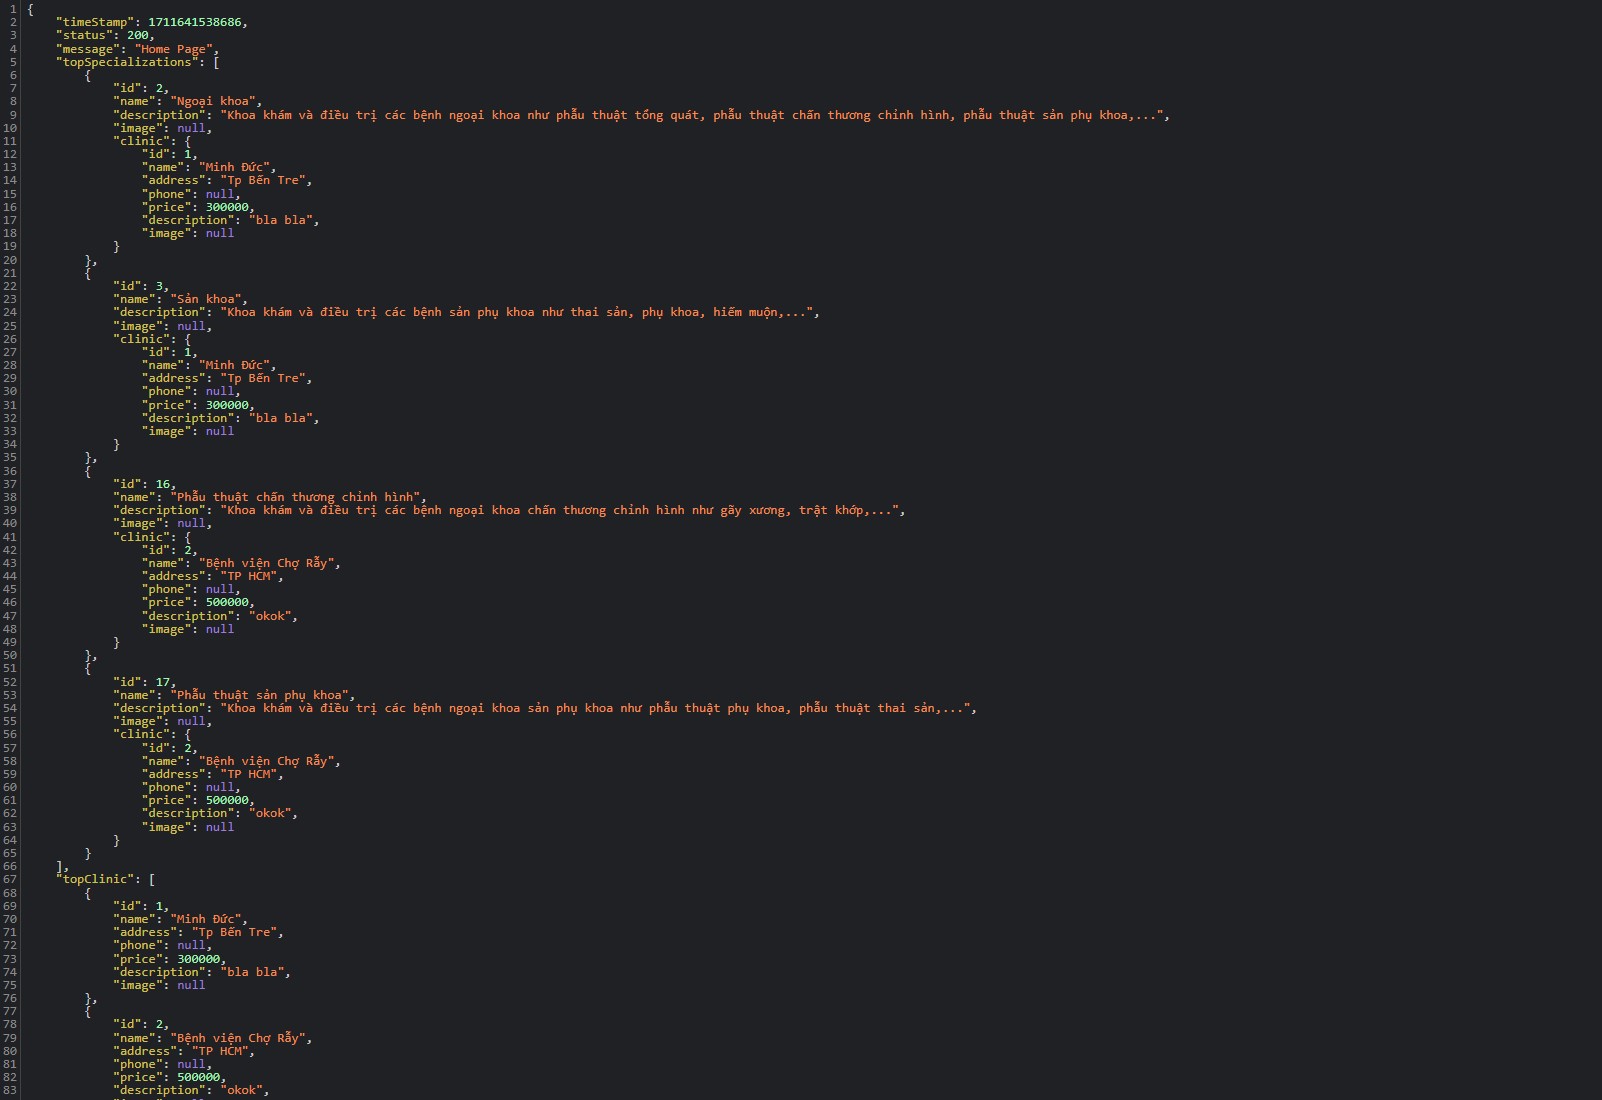 1 {
2     "timeStamp": 1711641538686,
3     "status": 200,
4     "message": "Home Page",
5     "topSpecializations": [
6         {
7             "id": 2,
8             "name": "Ngoại khoa",
9             "description": "Khoa khám và điều trị các bệnh ngoại khoa như phẫu thuật tổng quát, phẫu thuật chấn thương chỉnh hình, phẫu thuật sản phụ khoa,...",
10             "image": null,
11             "clinic": {
12                 "id": 1,
13                 "name": "Minh Đức",
14                 "address": "Tp Bến Tre",
15                 "phone": null,
16                 "price": 300000,
17                 "description": "bla bla",
18                 "image": null
19             }
20         },
21         {
22             "id": 3,
23             "name": "Sản khoa",
24             "description": "Khoa khám và điều trị các bệnh sản phụ khoa như thai sản, phụ khoa, hiếm muộn,...",
25             "image": null,
26             "clinic": {
27                 "id": 1,
28                 "name": "Minh Đức",
29                 "address": "Tp Bến Tre",
30                 "phone": null,
31                 "price": 300000,
32                 "description": "bla bla",
33                 "image": null
34             }
35         },
36         {
37             "id": 16,
38             "name": "Phẫu thuật chấn thương chỉnh hình",
39             "description": "Khoa khám và điều trị các bệnh ngoại khoa chấn thương chỉnh hình như gãy xương, trật khớp,...",
40             "image": null,
41             "clinic": {
42                 "id": 2,
43                 "name": "Bệnh viện Chợ Rẫy",
44                 "address": "TP HCM",
45                 "phone": null,
46                 "price": 500000,
47                 "description": "okok",
48                 "image": null
49             }
50         },
51         {
52             "id": 17,
53             "name": "Phẫu thuật sản phụ khoa",
54             "description": "Khoa khám và điều trị các bệnh ngoại khoa sản phụ khoa như phẫu thuật phụ khoa, phẫu thuật thai sản,...",
55             "image": null,
56             "clinic": {
57                 "id": 2,
58                 "name": "Bệnh viện Chợ Rẫy",
59                 "address": "TP HCM",
60                 "phone": null,
61                 "price": 500000,
62                 "description": "okok",
63                 "image": null
64             }
65         }
66     ],
67     "topClinic": [
68         {
69             "id": 1,
70             "name": "Minh Đức",
71             "address": "Tp Bến Tre",
72             "phone": null,
73             "price": 300000,
74             "description": "bla bla",
75             "image": null
76         },
77         {
78             "id": 2,
79             "name": "Bệnh viện Chợ Rẫy",
80             "address": "TP HCM",
81             "phone": null,
82             "price": 500000,
83             "description": "okok",